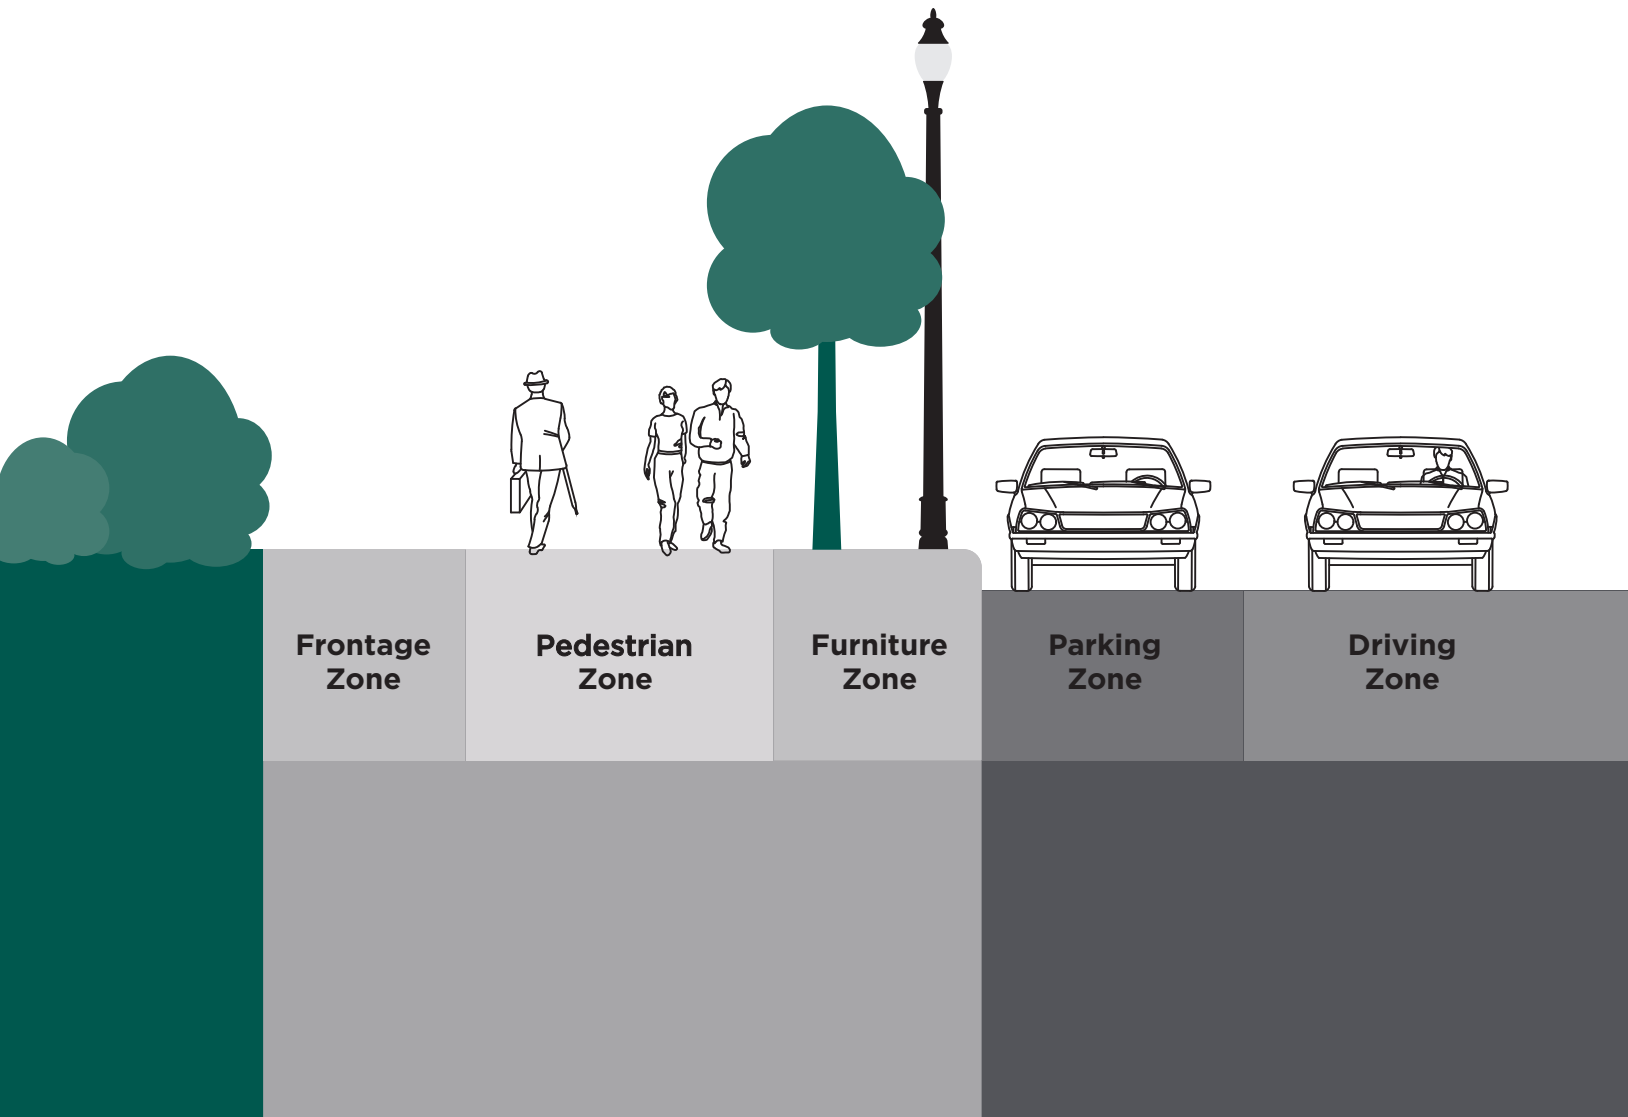 Frontage
Zone
Pedestrian
Zone
Furniture
Zone
Parking
Zone
Driving
Zone